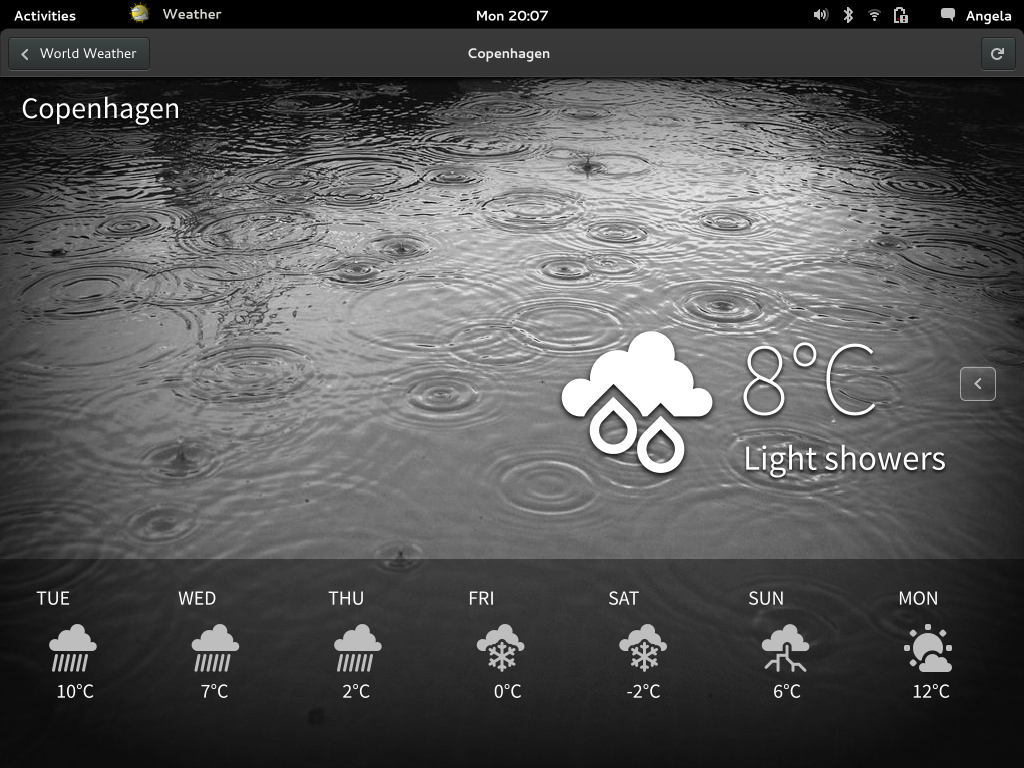 Activities Weather Mon 20:07 Angela
World Weather Copenhagen
Copenhagen
8°C
Light showers
TUE WED THU FRI SAT SUN MON
10°C 7°C 2°C 0°C -2°C 6°C 12°C